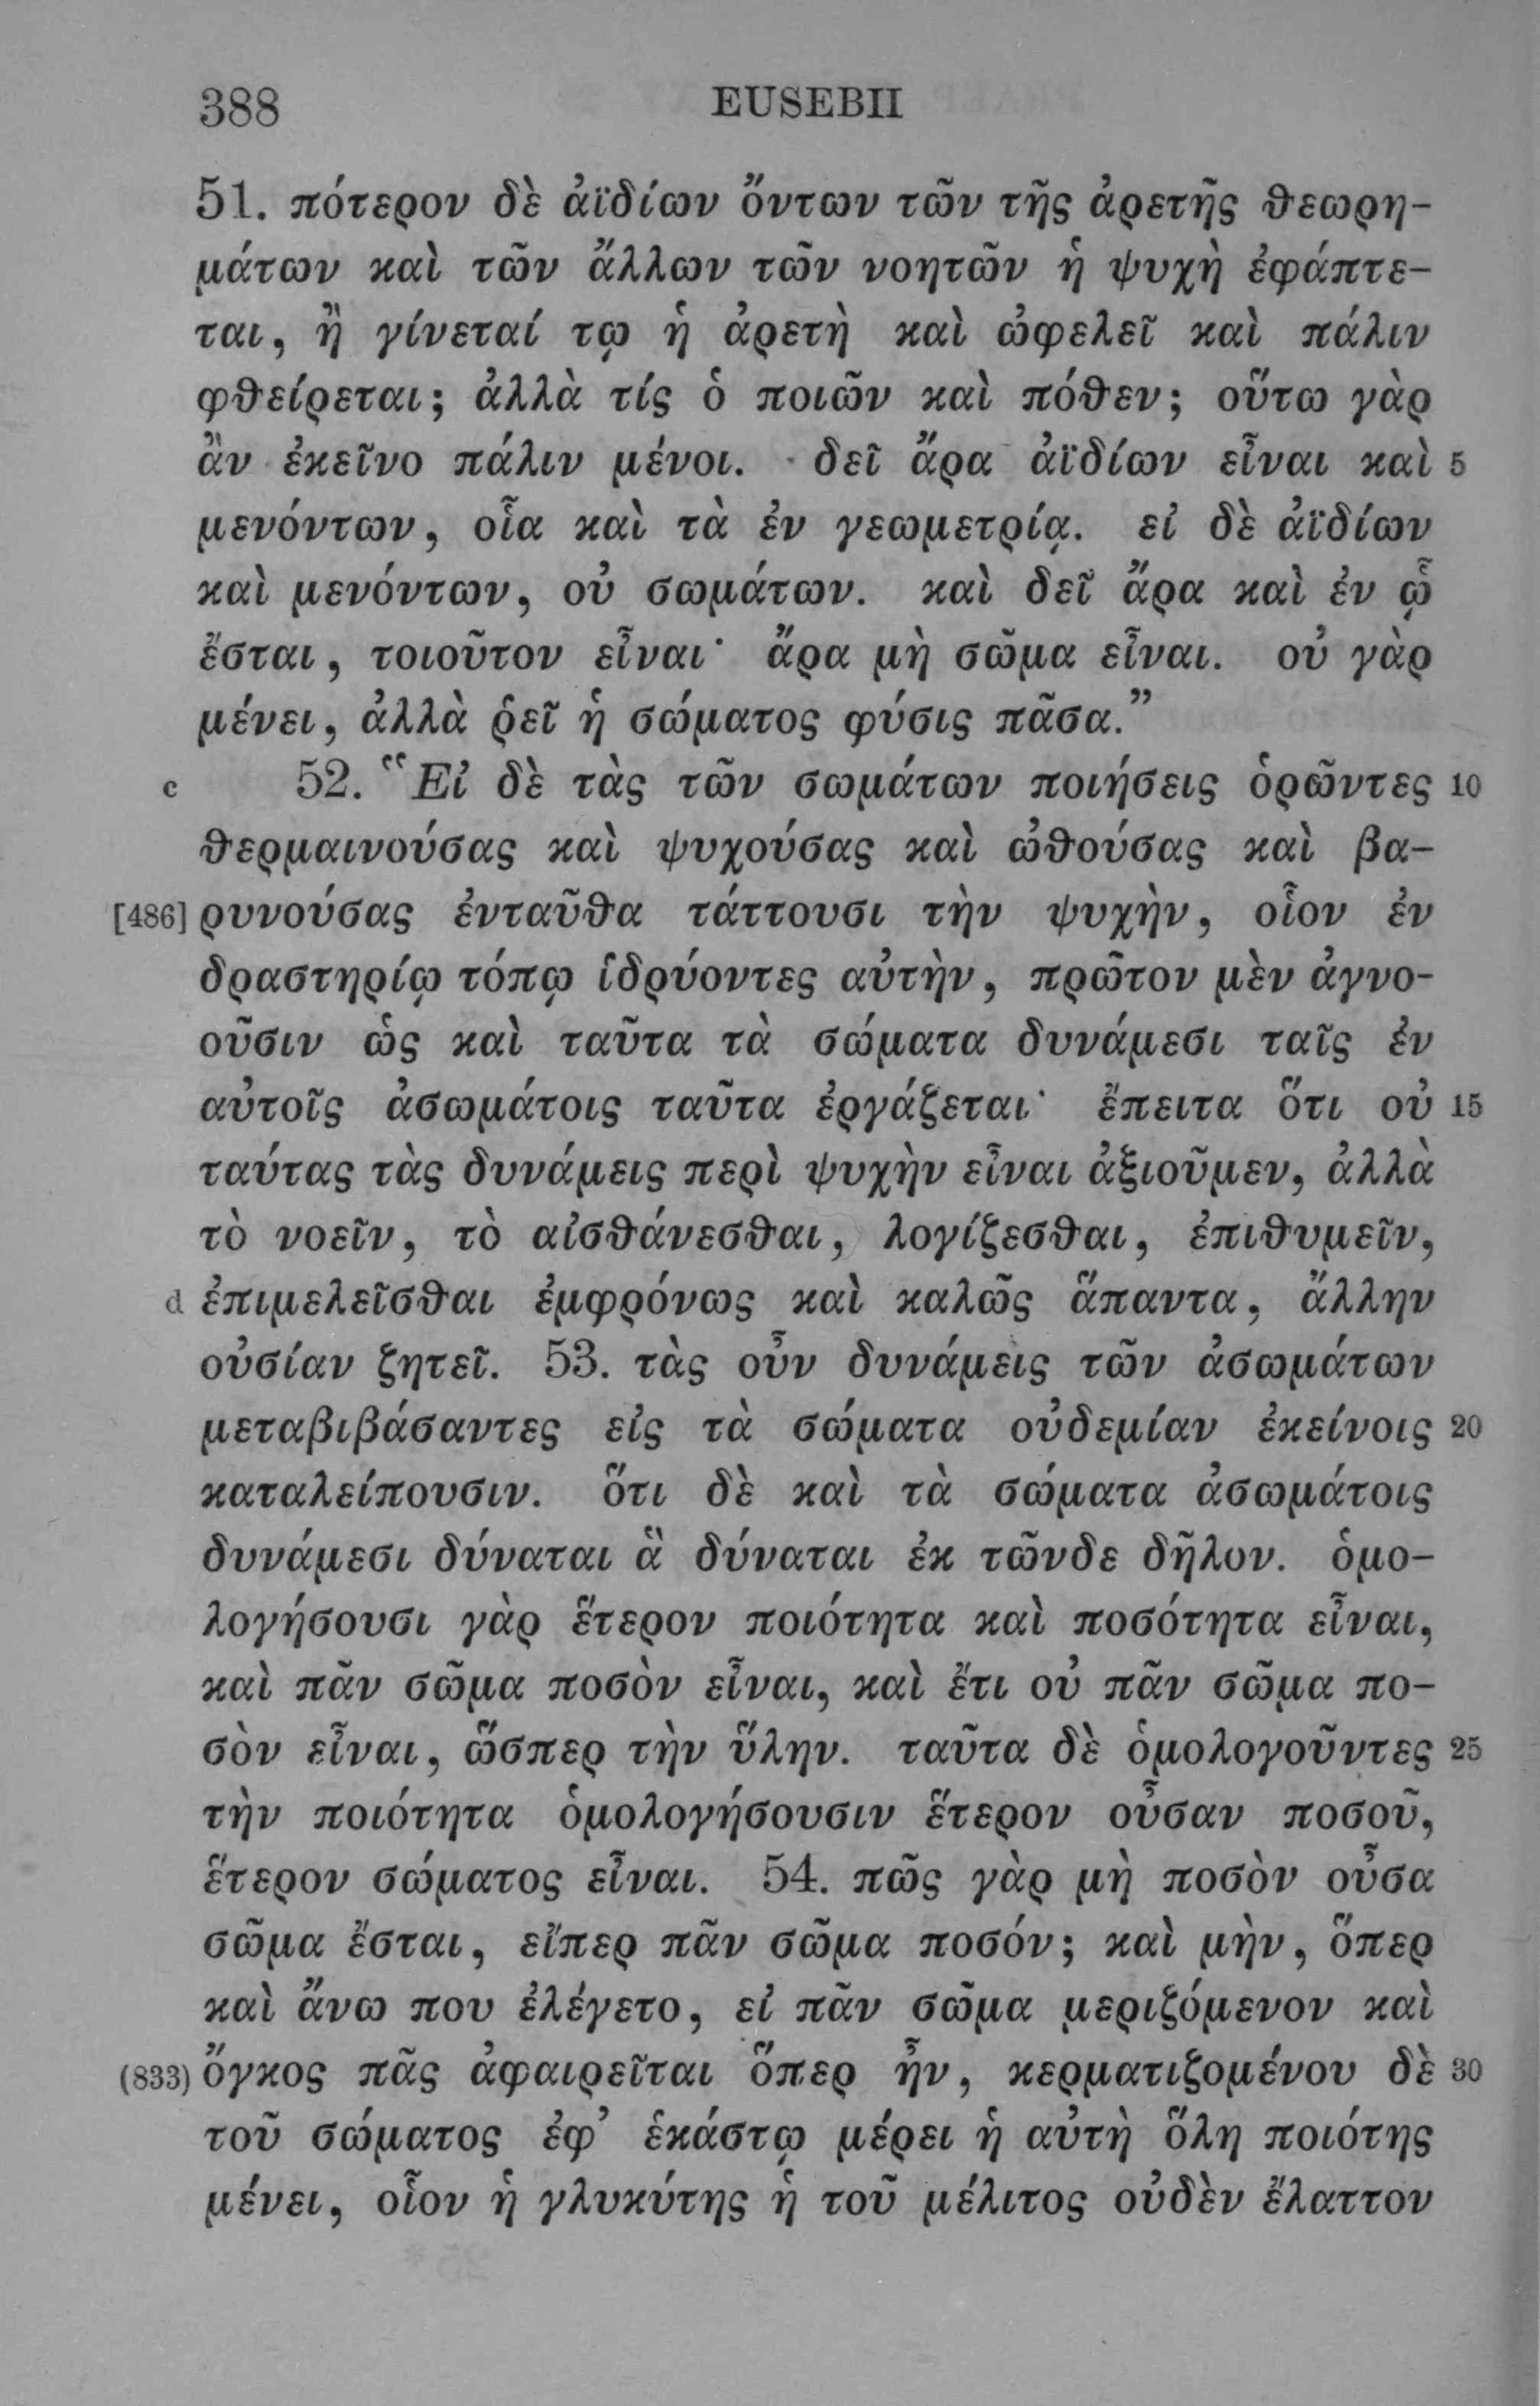 388 EUSEBII
51. πότερον δὲ ἀϊδίων ὄντων τῶν τῆς ἀρετῆς θεωρη-
μάτων καὶ τῶν ἄλλων τῶν νοητῶν ἡ ψυχὴ ἐφάπτε-
ται, ἢ γίνεταί τῳ ἡ ἀρετὴ καὶ ὠφελεῖ καὶ πάλιν
φθείρεται; ἀλλὰ τίς ὁ ποιῶν καὶ πόθεν; οὕτω γὰρ
ἂν ἐκεῖνο πάλιν μένοι. δεῖ ἄρα ἀϊδίων εἶναι καὶ 5
μενόντων, οἷα καὶ τὰ ἐν γεωμετρίᾳ. εἰ δὲ ἀϊδίων
καὶ μενόντων, οὐ σωμάτων. καὶ δεῖ ἄρα καὶ ἐν ᾧ
ἔσται, τοιοῦτον εἶναι· ἄρα μὴ σῶμα εἶναι. οὐ γὰρ
μένει, ἀλλὰ ῥεῖ ἡ σώματος φύσις πᾶσα.”
c 52. “Εἰ δὲ τὰς τῶν σωμάτων ποιήσεις ὁρῶντες 10
θερμαινούσας καὶ ψυχούσας καὶ ὠθούσας καὶ βα-
[486] ρυνούσας ἐνταῦθα τάττουσι τὴν ψυχὴν, οἷον ἐν
δραστηρίῳ τόπῳ ἱδρύοντες αὐτὴν, πρῶτον μὲν ἀγνο-
οῦσιν ὡς καὶ ταῦτα τὰ σώματα δυνάμεσι ταῖς ἐν
αὐτοῖς ἀσωμάτοις ταῦτα ἐργάζεται· ἔπειτα ὅτι οὐ 15
ταύτας τὰς δυνάμεις περὶ ψυχὴν εἶναι ἀξιοῦμεν, ἀλλὰ
τὸ νοεῖν, τὸ αἰσθάνεσθαι, λογίζεσθαι, ἐπιθυμεῖν,
d ἐπιμελεῖσθαι ἐμφρόνως καὶ καλῶς ἅπαντα, ἄλλην
οὐσίαν ζητεῖ. 53. τὰς οὖν δυνάμεις τῶν ἀσωμάτων
μεταβιβάσαντες εἰς τὰ σώματα οὐδεμίαν ἐκείνοις 20
καταλείπουσιν. ὅτι δὲ καὶ τὰ σώματα ἀσωμάτοις
δυνάμεσι δύναται ἃ δύναται ἐκ τῶνδε δῆλον. ὁμο-
λογήσουσι γὰρ ἕτερον ποιότητα καὶ ποσότητα εἶναι,
καὶ πᾶν σῶμα ποσὸν εἶναι, καὶ ἔτι οὐ πᾶν σῶμα πο-
σὸν εἶναι, ὥσπερ τὴν ὕλην. ταῦτα δὲ ὁμολογοῦντες 25
τὴν ποιότητα ὁμολογήσουσιν ἕτερον οὖσαν ποσοῦ,
ἕτερον σώματος εἶναι. 54. πῶς γὰρ μὴ ποσὸν οὖσα
σῶμα ἔσται, εἴπερ πᾶν σῶμα ποσόν; καὶ μὴν, ὅπερ
καὶ ἄνω που ἐλέγετο, εἰ πᾶν σῶμα μεριζόμενον καὶ
(833) ὄγκος πᾶς ἀφαιρεῖται ὅπερ ἦν, κερματιζομένου δὲ 30
τοῦ σώματος ἐφ’ ἑκάστῳ μέρει ἡ αὐτὴ ὅλη ποιότης
μένει, οἷον ἡ γλυκύτης ἡ τοῦ μέλιτος οὐδὲν ἔλαττον